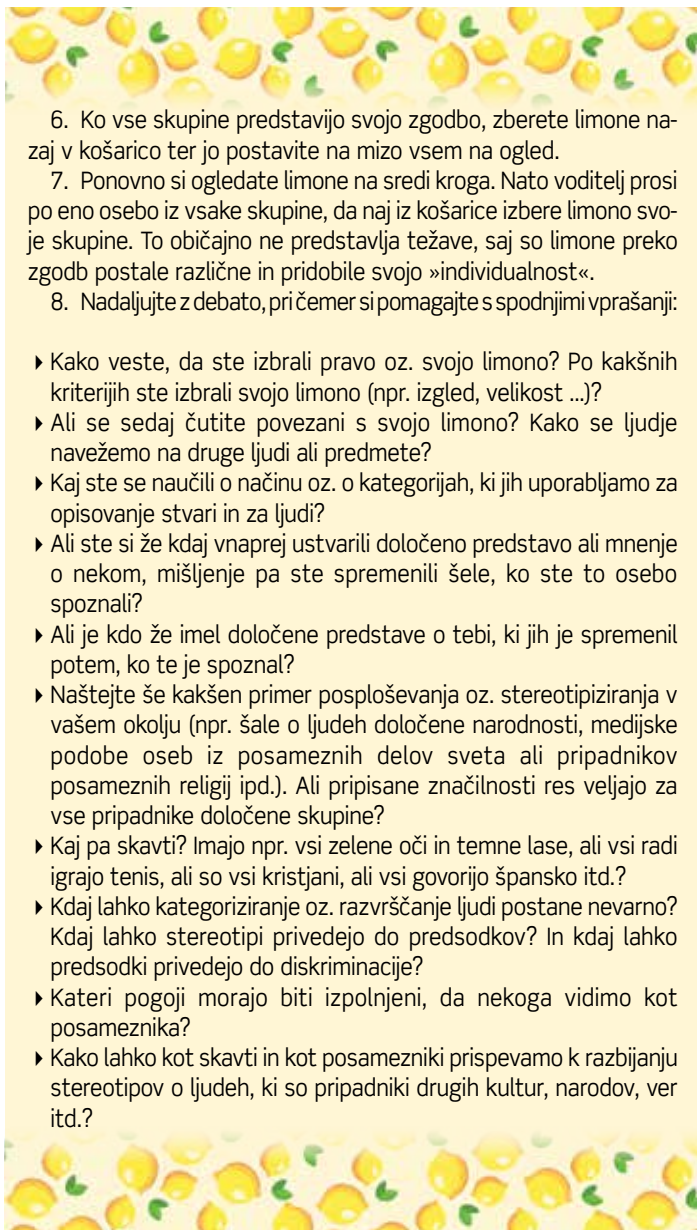 6. Ko vse skupine predstavijo svojo zgodbo, zberete limone na-
zaj v košarico ter jo postavite na mizo vsem na ogled.
7. Ponovno si ogledate limone na sredi kroga. Nato voditelj prosi
po eno osebo iz vsake skupine, da naj iz košarice izbere limono svo-
je skupine. To običajno ne predstavlja težave, saj so limone preko
zgodb postale različne in pridobile svojo »individualnost«.
8. Nadaljujte z debato, pri čemer si pomagajte s spodnjimi vprašanji:
▸ Kako veste, da ste izbrali pravo oz. svojo limono? Po kakšnih
kriterijih ste izbrali svojo limono (npr. izgled, velikost ...)?
▸ Ali se sedaj čutite povezani s svojo limono? Kako se ljudje
navežemo na druge ljudi ali predmete?
▸ Kaj ste se naučili o načinu oz. o kategorijah, ki jih uporabljamo za
opisovanje stvari in za ljudi?
▸ Ali ste si že kdaj vnaprej ustvarili določeno predstavo ali mnenje
o nekom, mišljenje pa ste spremenili šele, ko ste to osebo
spoznali?
▸ Ali je kdo že imel določene predstave o tebi, ki jih je spremenil
potem, ko te je spoznal?
▸ Naštejte še kakšen primer posploševanja oz. stereotipiziranja v
vašem okolju (npr. šale o ljudeh določene narodnosti, medijske
podobe oseb iz posameznih delov sveta ali pripadnikov
posameznih religij ipd.). Ali pripisane značilnosti res veljajo za
vse pripadnike določene skupine?
▸ Kaj pa skavti? Imajo npr. vsi zelene oči in temne lase, ali vsi radi
igrajo tenis, ali so vsi kristjani, ali vsi govorijo špansko itd.?
▸ Kdaj lahko kategoriziranje oz. razvrščanje ljudi postane nevarno?
Kdaj lahko stereotipi privedejo do predsodkov? In kdaj lahko
predsodki privedejo do diskriminacije?
▸ Kateri pogoji morajo biti izpolnjeni, da nekoga vidimo kot
posameznika?
▸ Kako lahko kot skavti in kot posamezniki prispevamo k razbijanju
stereotipov o ljudeh, ki so pripadniki drugih kultur, narodov, ver
itd.?